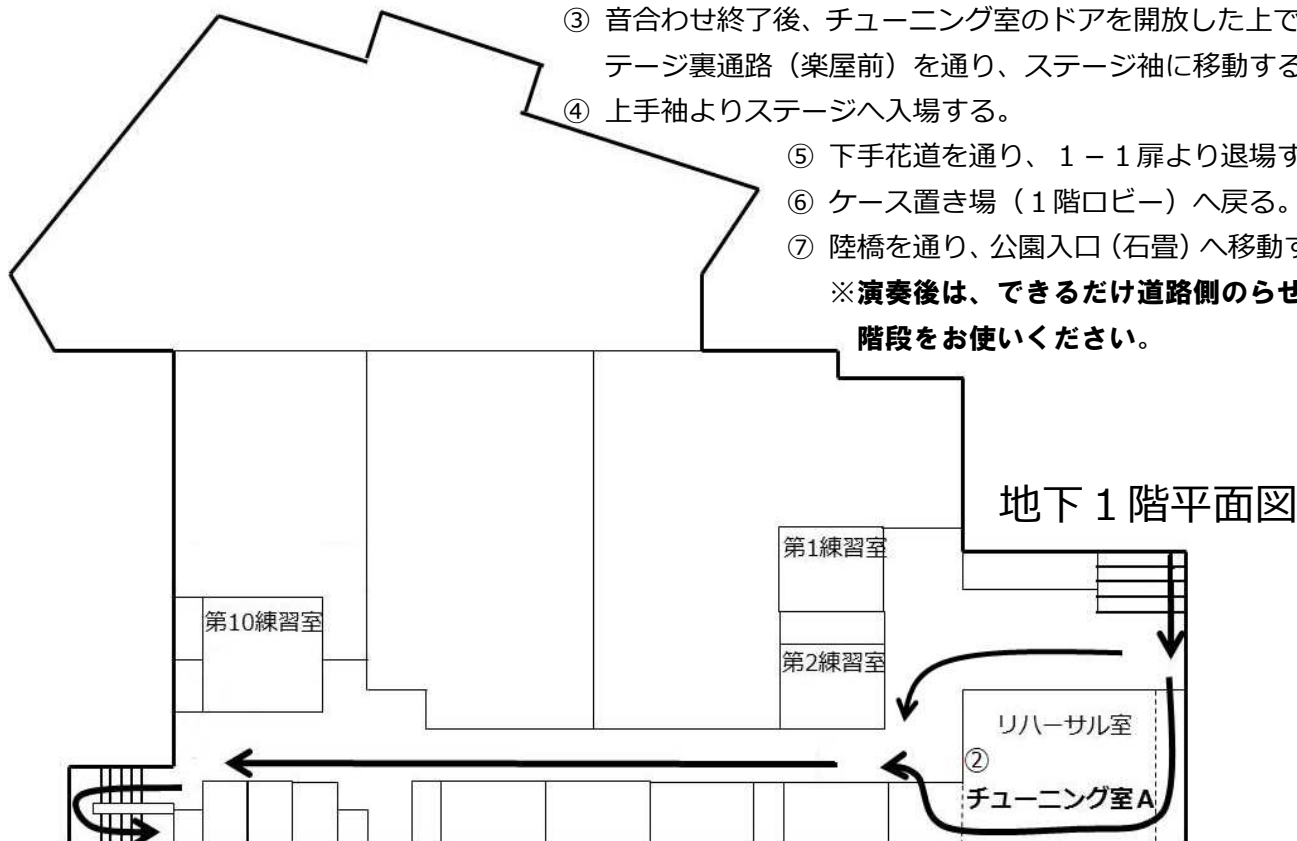 ③ 音合わせ終了後、チューニング室のドアを開放した上で
テージ裏通路（楽屋前）を通り、ステージ袖に移動する
④ 上手袖よりステージへ入場する。
⑤ 下手花道を通り、１－１扉より退場す
⑥ ケース置き場（１階ロビー）へ戻る。
⑦ 陸橋を通り、公園入口（石畳）へ移動す
※演奏後は、できるだけ道路側のらせ
階段をお使いください。
地下１階平面図
第1練習室
第10練習室
第2練習室
リハーサル室
②
チューニング室A